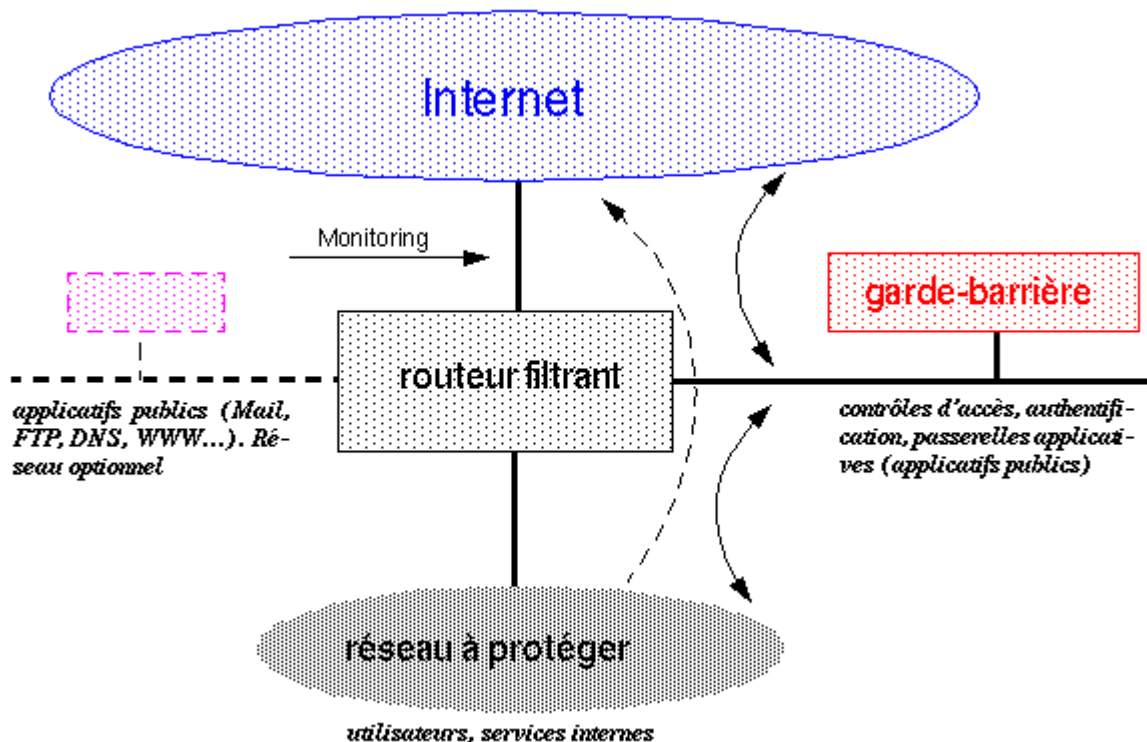 Internet
Monitoring
garde-barrière
routeur filtrant
applicatifs publics (Mail,
FTP, DNS, WWW...). Ré-
seau optionnel
contrôles d'accès, authentifi-
cation, passerelles applicati-
ves (applicatifs publics)
réseau à protéger
utilisateurs, services internes